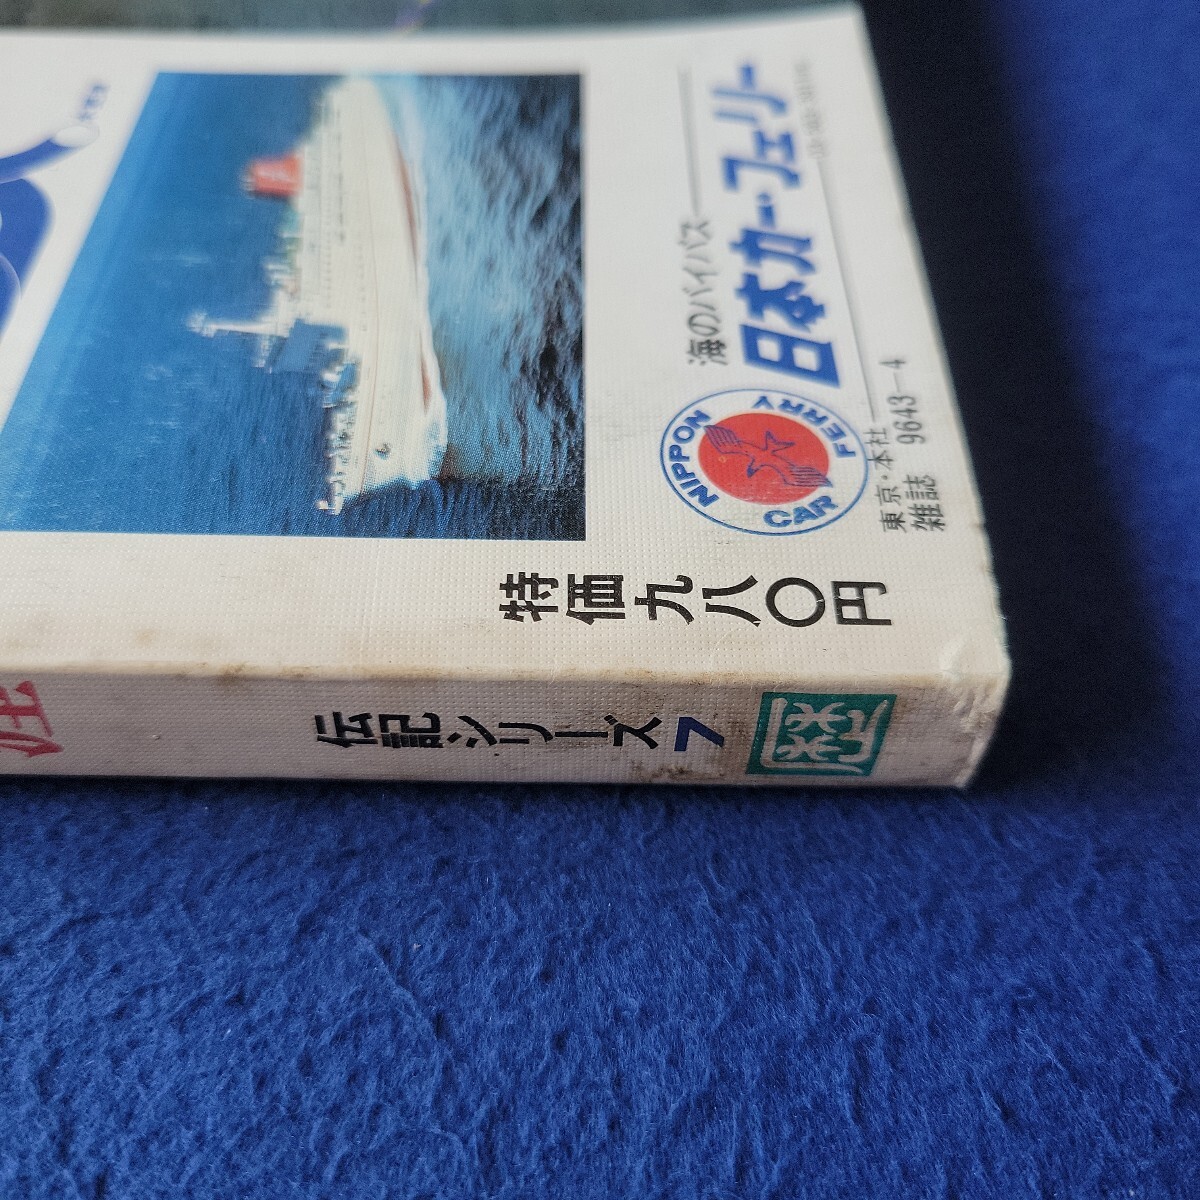 海のバイパス
日本カーフェリー
NIPPON CAR FERRY
東京・本社
雑誌 9643-4
特価九八〇円
伝記シリーズ7